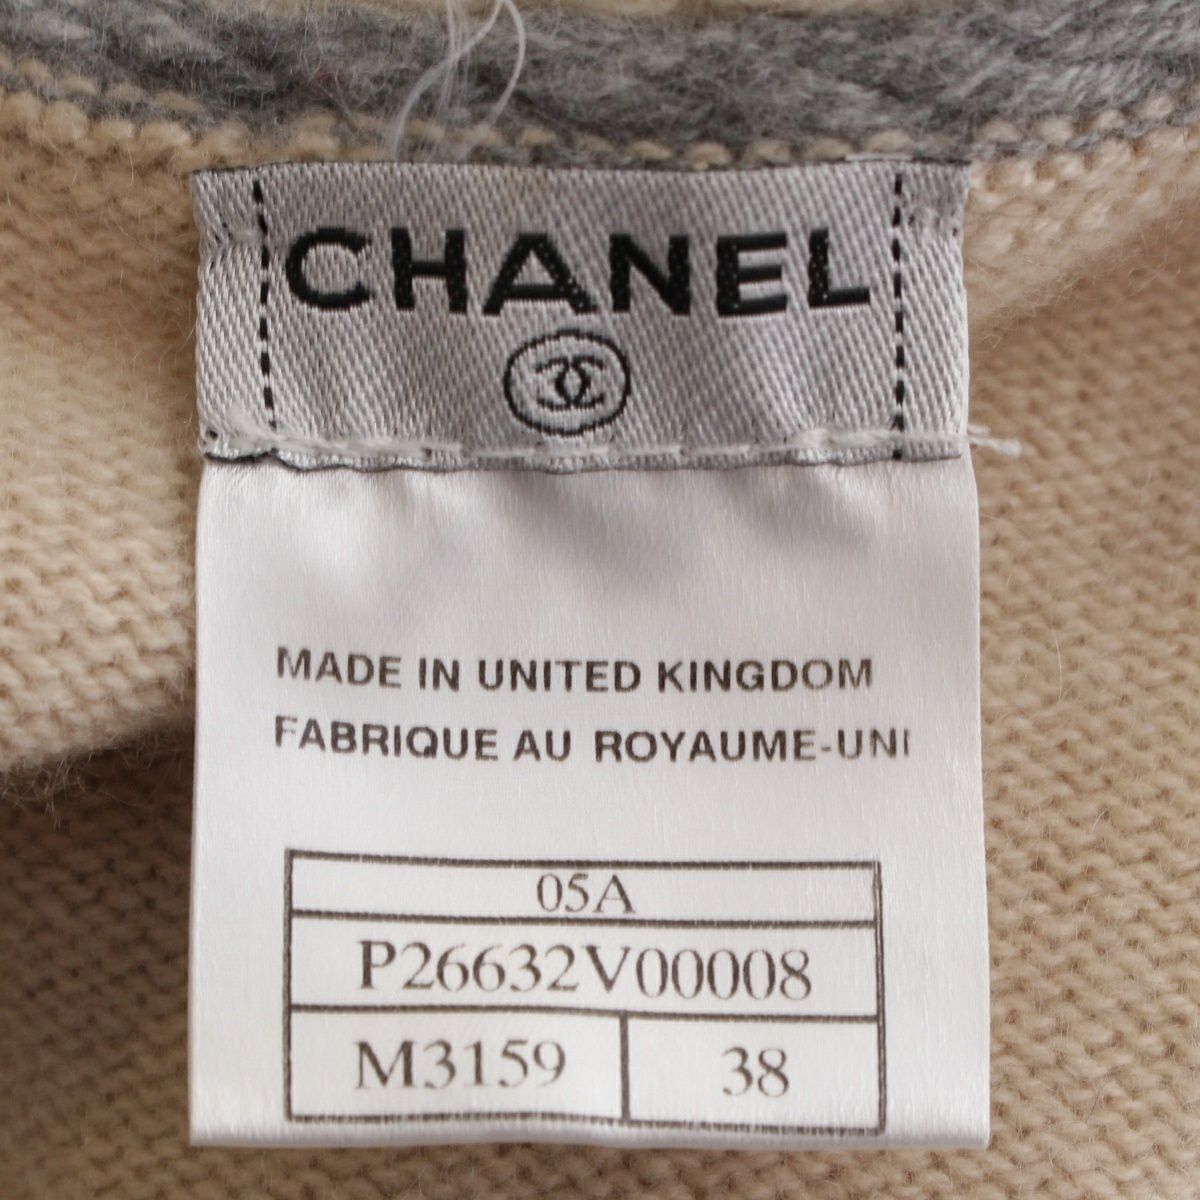 CHANEL
MADE IN UNITED KINGDOM
FABRIQUE AU ROYAUME-UNI
05A
P26632V00008
M3159 38